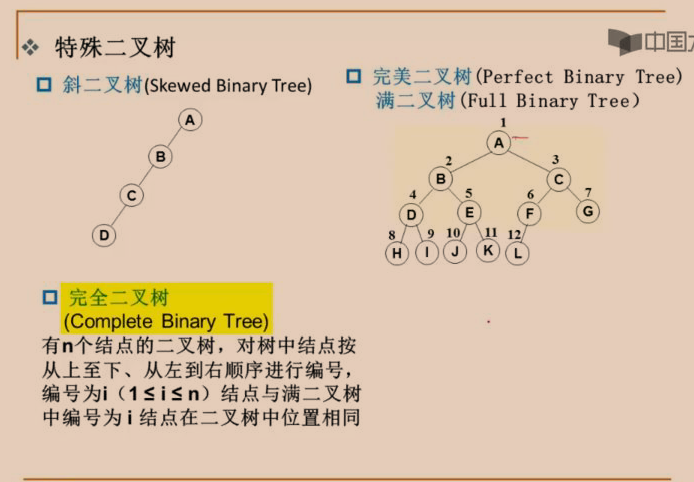 ❖ 特殊二叉树
中国
斜二叉树(Skewed Binary Tree)
A
B
C
D
完美二叉树(Perfect Binary Tree)
满二叉树(Full Binary Tree)
1
A
2 3
B C
4 5 6 7
D E F G
8 9 10 11 12
H I J K L
完全二叉树
(Complete Binary Tree)
有n个结点的二叉树，对树中结点按
从上至下、从左到右顺序进行编号，
编号为i（1≤i≤n）结点与满二叉树
中编号为 i 结点在二叉树中位置相同